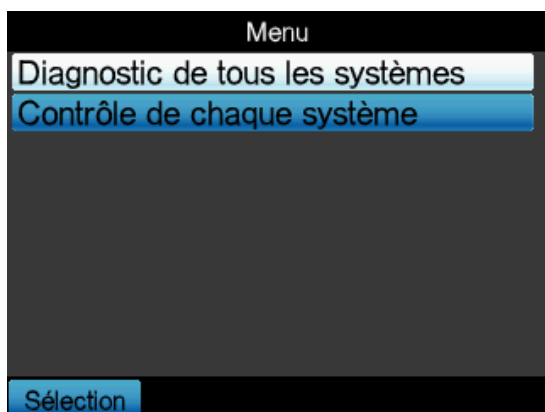 Menu
Diagnostic de tous les systèmes
Contrôle de chaque système
Sélection